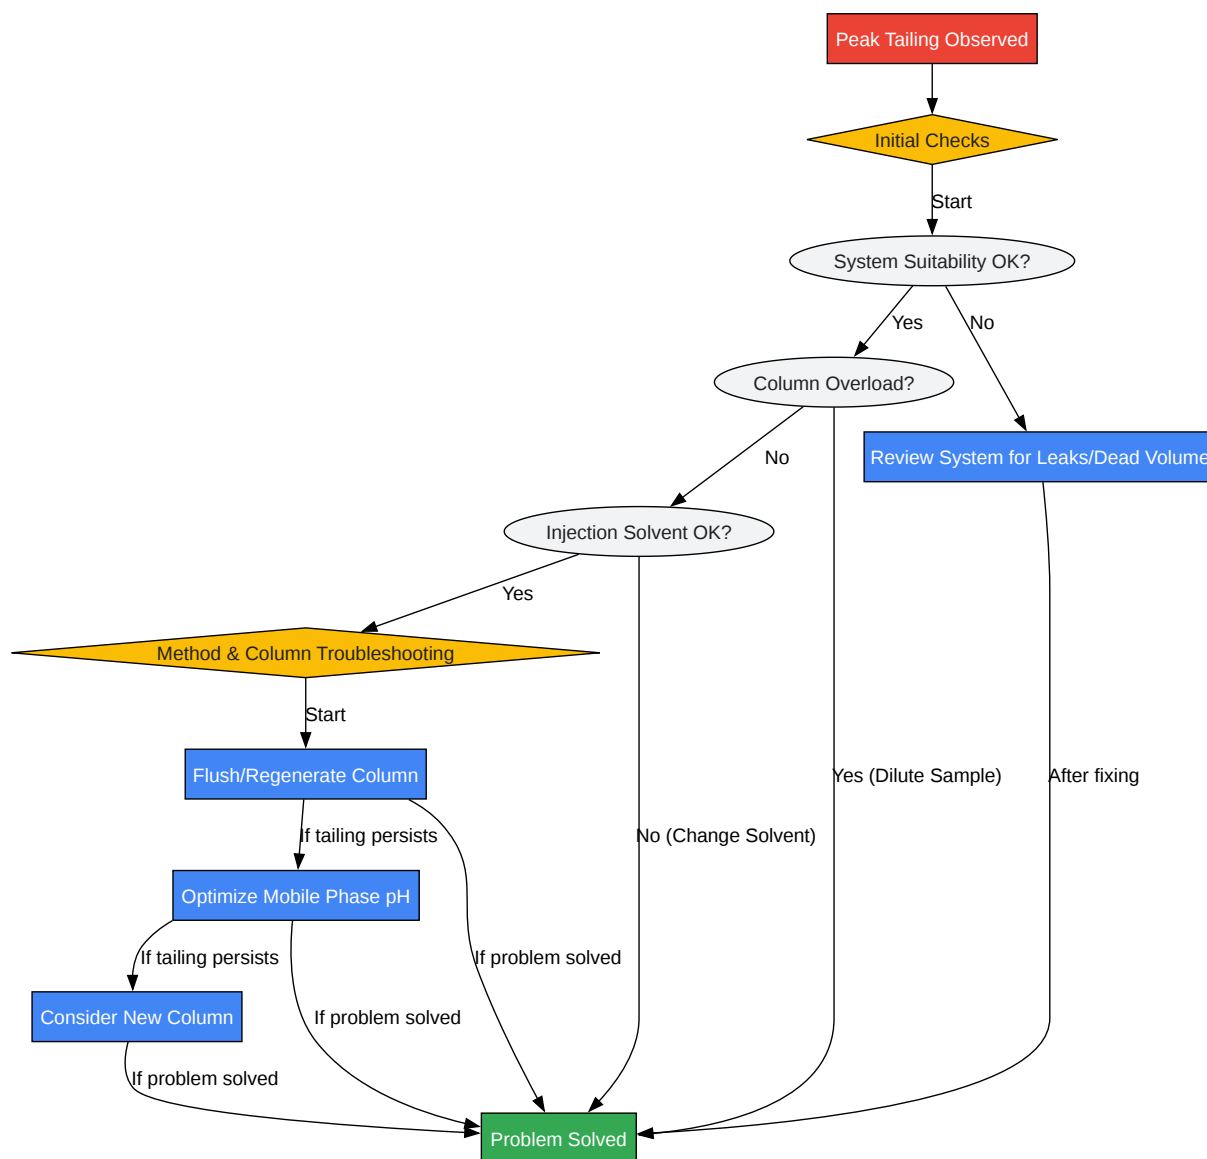 Peak Tailing Observed
Initial Checks
Start
System Suitability OK?
Yes
No
Column Overload?
No
Review System for Leaks/Dead Volume
Injection Solvent OK?
Yes
Method & Column Troubleshooting
Start
Flush/Regenerate Column
Yes (Dilute Sample)
After fixing
If tailing persists
No (Change Solvent)
Optimize Mobile Phase pH
If tailing persists
If problem solved
Consider New Column
If problem solved
If problem solved
Problem Solved